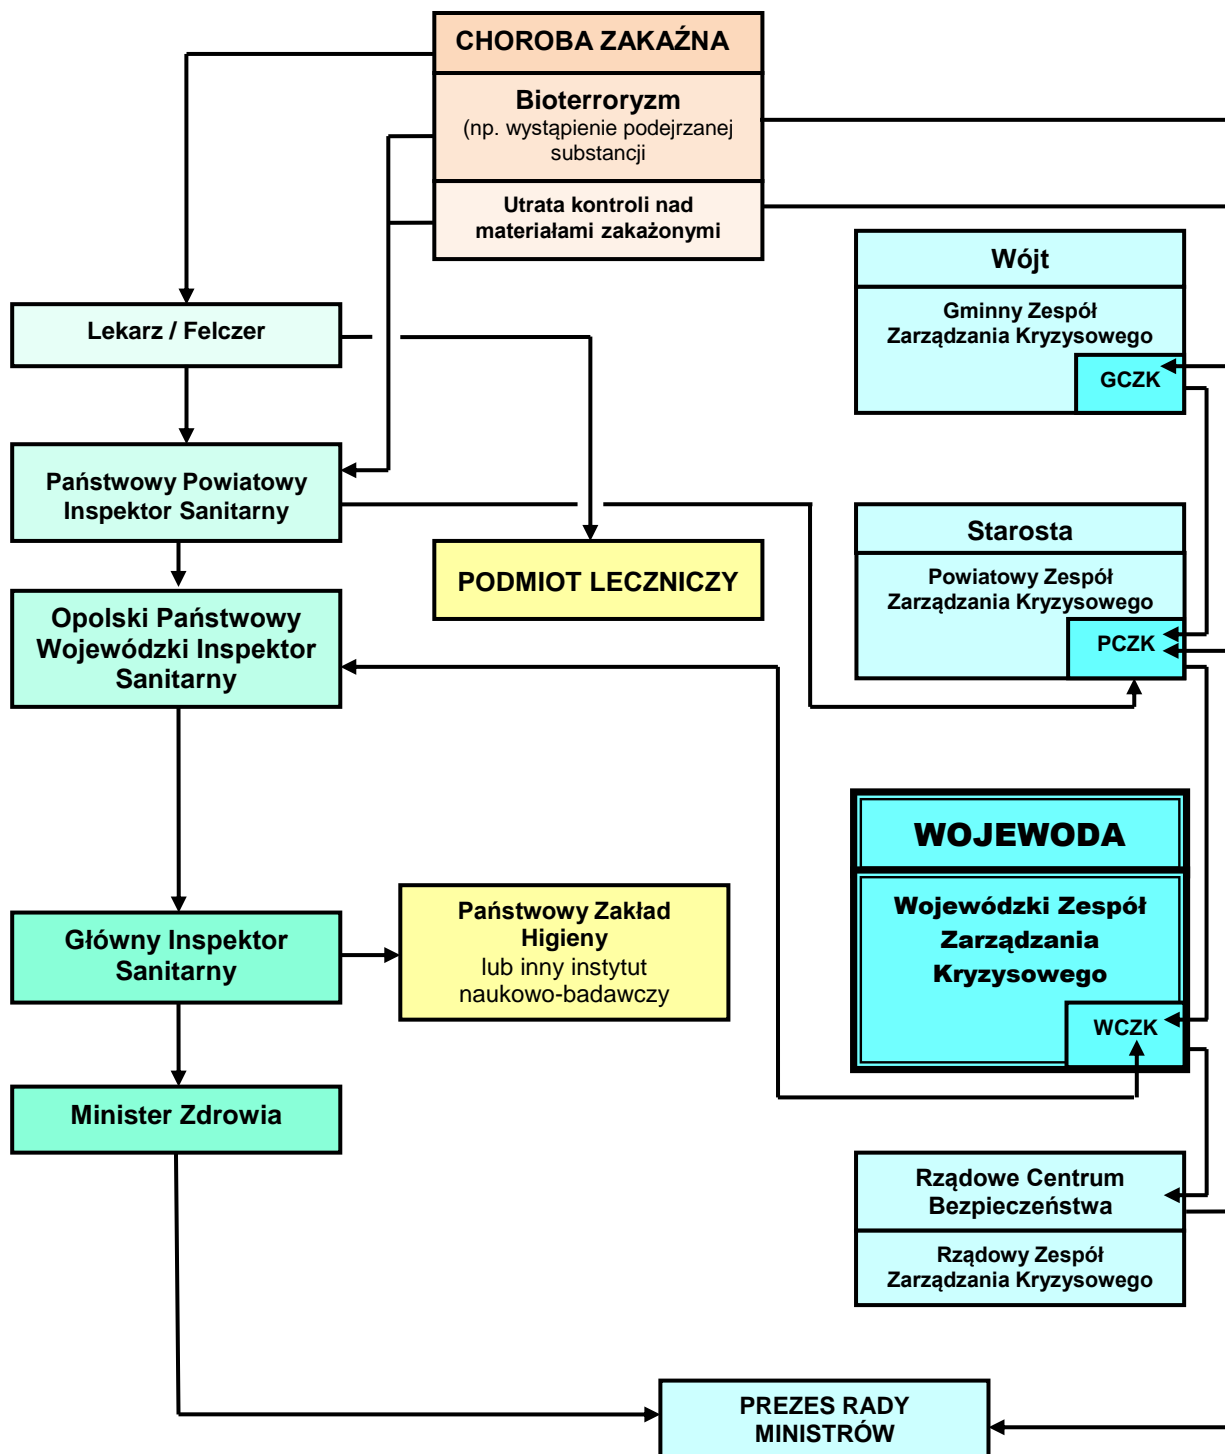 CHOROBA ZAKAŹNA
Bioterroryzm
(np. wystąpienie podejrzanej
substancji
Utrata kontroli nad
materiałami zakażonymi
Wójt
Gminny Zespół
Zarządzania Kryzysowego
GCZK
Lekarz / Felczer
Państwowy Powiatowy
Inspektor Sanitarny
Starosta
Powiatowy Zespół
Zarządzania Kryzysowego
PCZK
PODMIOT LECZNICZY
Opolski Państwowy
Wojewódzki Inspektor
Sanitarny
WOJEWODA
Wojewódzki Zespół
Zarządzania
Kryzysowego
WCZK
Główny Inspektor
Sanitarny
Państwowy Zakład
Higieny
lub inny instytut
naukowo-badawczy
Minister Zdrowia
Rządowe Centrum
Bezpieczeństwa
Rządowy Zespół
Zarządzania Kryzysowego
PREZES RADY
MINISTRÓW